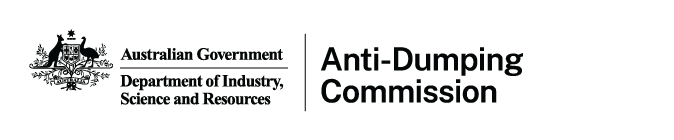 Australian Government
Department of Industry,
Science and Resources
Anti-Dumping
Commission